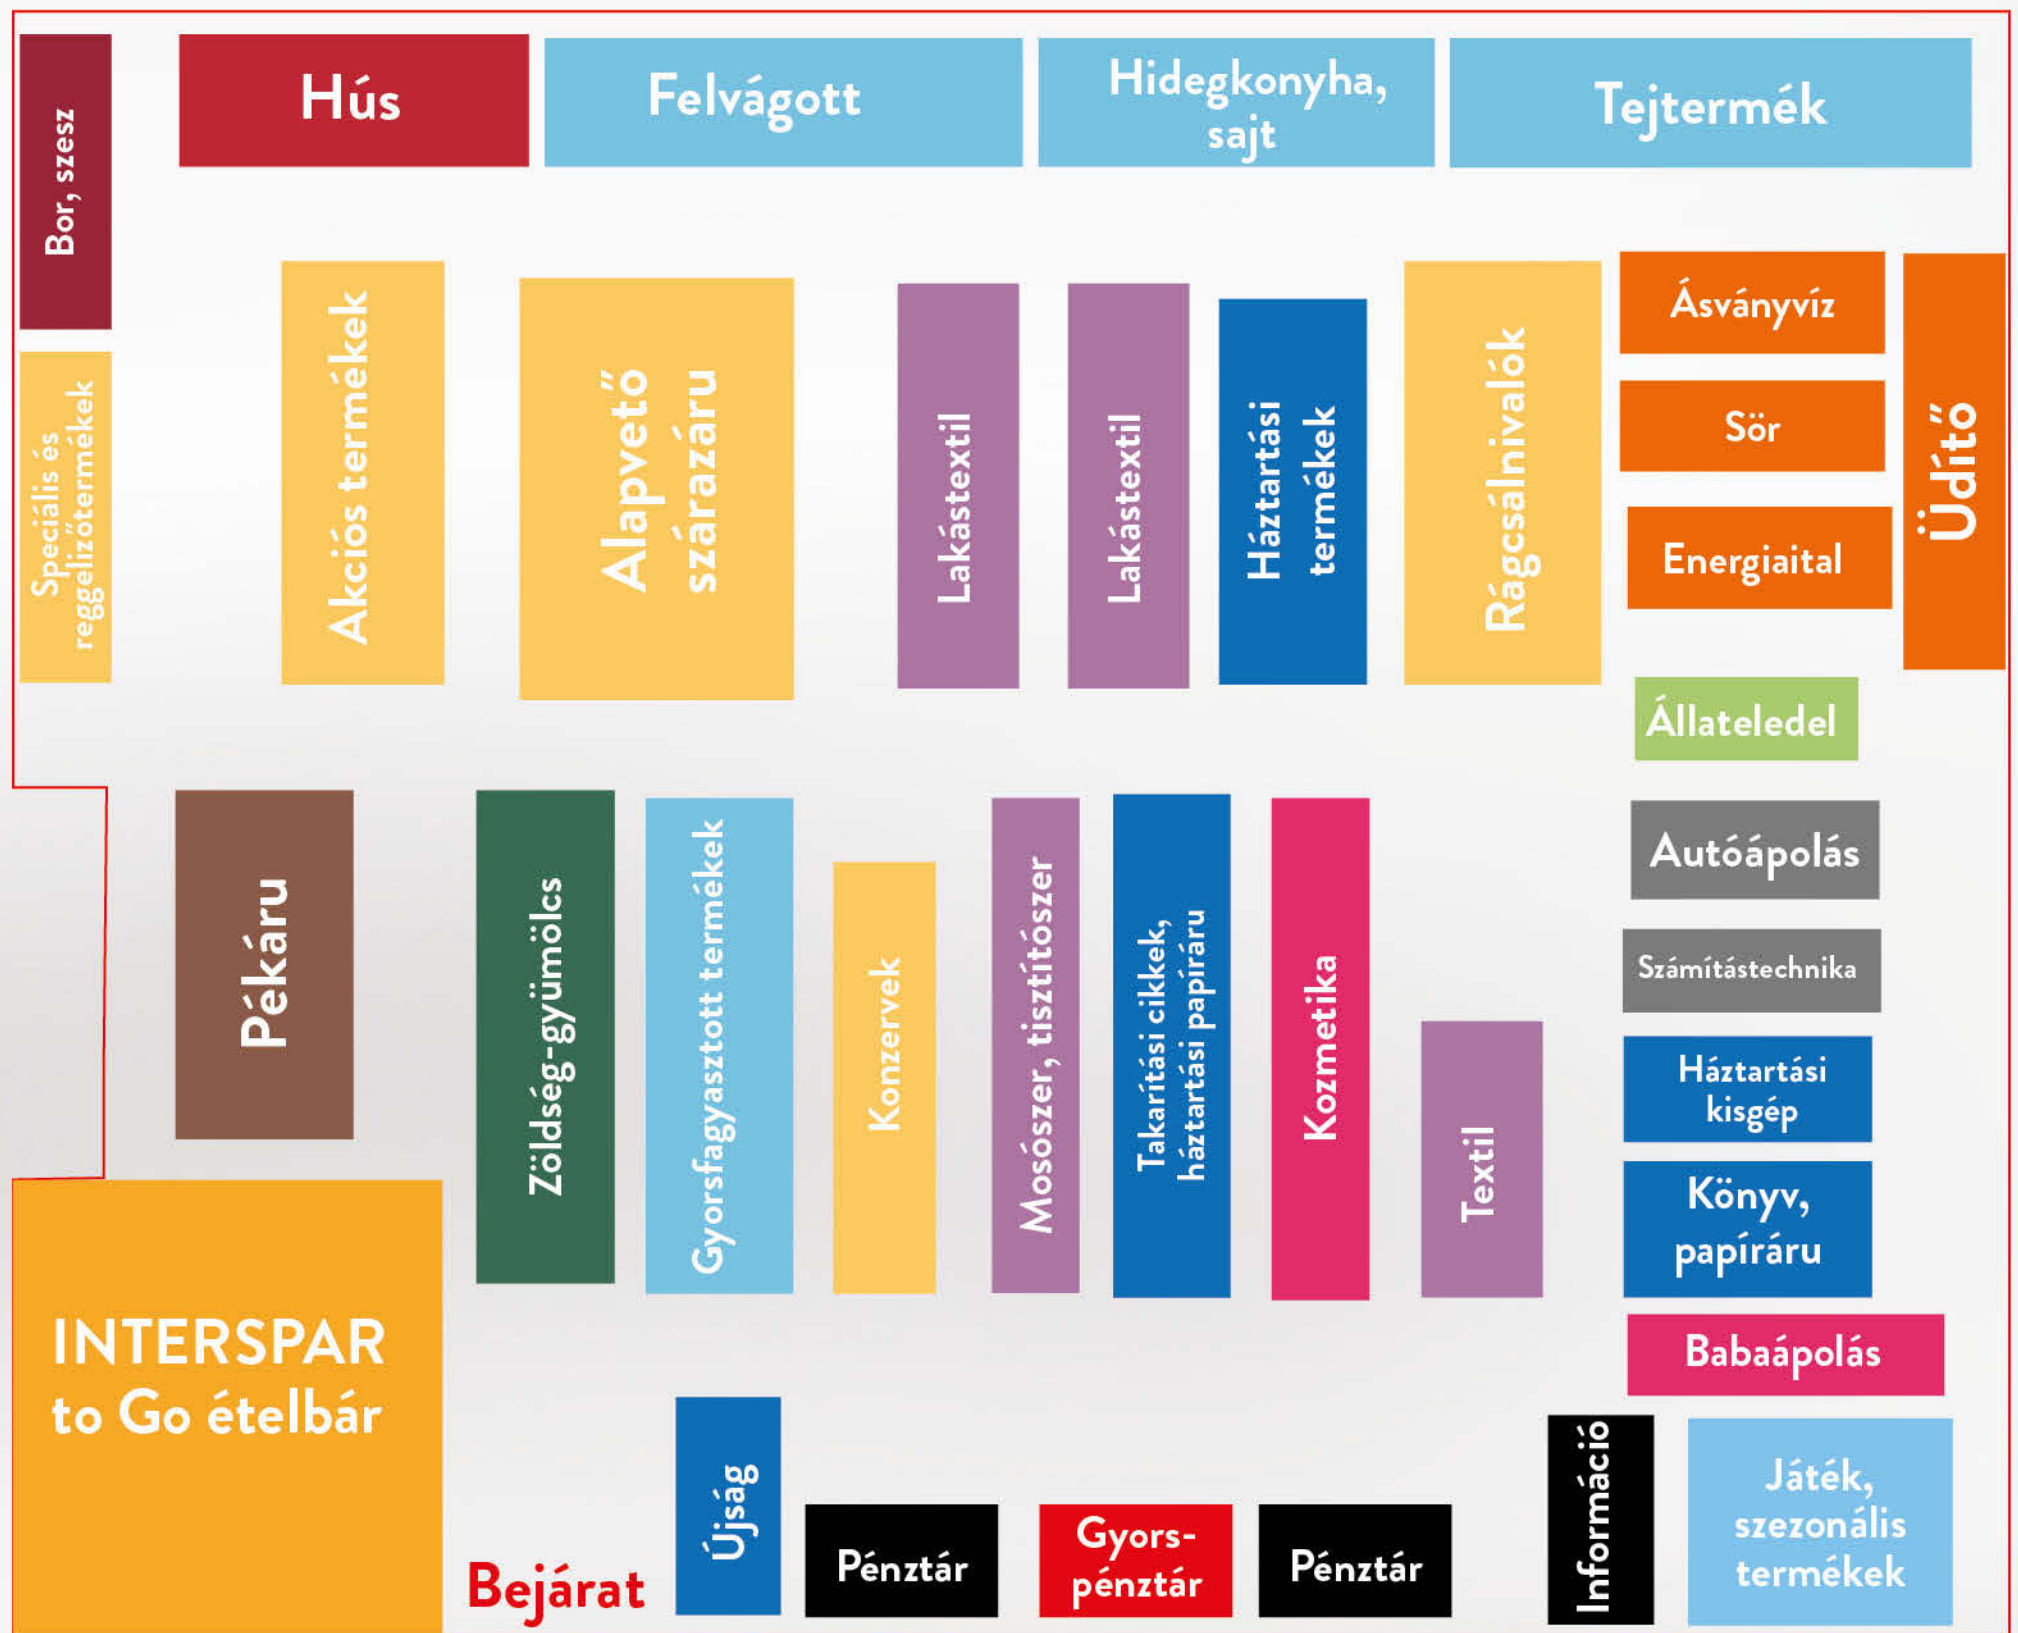 Bor, szesz
Hús
Felvágott
Hidegkonyha,
sajt
Tejtermék
Speciális és
reggelizőtermékek
Akciós termékek
Alapvető
szárazáru
Lakástextil
Lakástextil
Háztartási
termékek
Rágcsálnivalók
Ásványvíz
Sör
Energiaital
Üdítő
Állateledel
Autóápolás
Számítástechnika
Háztartási
kisgép
Könyv,
papíráru
Babaápolás
Pékáru
Zöldség-gyümölcs
Gyorsfagyasztott termékek
Konzervek
Mosószer, tisztítószer
Takarítási cikkek,
háztartási papíráru
Kozmetika
Textil
INTERSPAR
to Go ételbár
Bejárat
Újság
Pénztár
Gyors-
pénztár
Pénztár
Információ
Játék,
szezonális
termékek